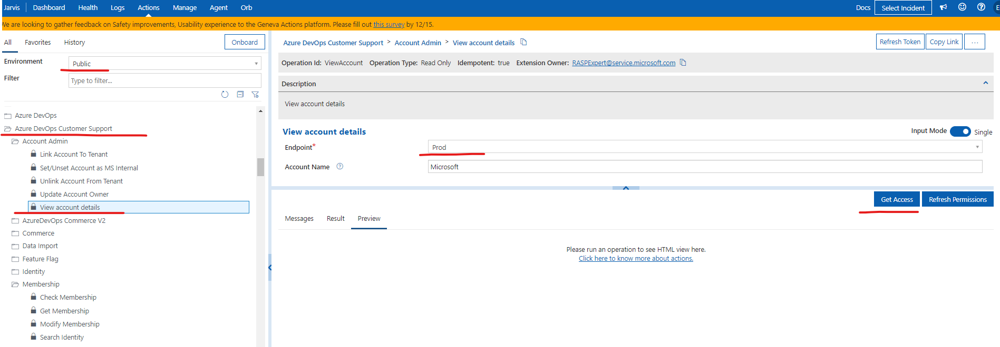 Jarvis Dashboard Health Logs Actions Manage Agent Orb Docs Select Incident
We are looking to gather feedback on Safety improvements, Usability experience to the Geneva Actions platform. Please fill out this survey by 12/15.
All Favorites History Onboard
Environment Public
Filter Type to filter...
Azure DevOps
Azure DevOps Customer Support
Account Admin
Link Account To Tenant
Set/Unset Account as MS Internal
Unlink Account From Tenant
Update Account Owner
View account details
AzureDevOps Commerce V2
Commerce
Data Import
Feature Flag
Identity
Membership
Check Membership
Get Membership
Modify Membership
Search Identity
Azure DevOps Customer Support > Account Admin > View account details Refresh Token Copy Link ...
Operation Id: ViewAccount Operation Type: Read Only Idempotent: true Extension Owner: RASPExpert@service.microsoft.com
Description
View account details
View account details Input Mode Single
Endpoint* Prod
Account Name ? Microsoft
Get Access Refresh Permissions
Messages Result Preview
Please run an operation to see HTML view here.
Click here to know more about actions.